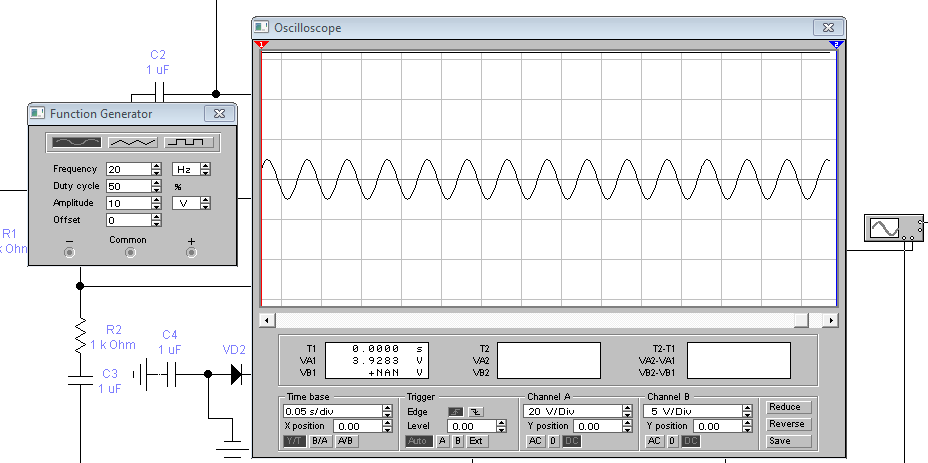 Oscilloscope
1
2
C2
1 uF
Function Generator
Frequency 20 Hz
Duty cycle 50 %
Amplitude 10 V
Offset 0
− Common +
R1
k Ohm
R2
1 k Ohm
C4
1 uF
VD2
C3
1 uF
T1 0.0000 s T2 T2-T1
VA1 3.9283 V VA2 VA2-VA1
VB1 +NAN V VB2 VB2-VB1
Time base Trigger Channel A Channel B Reduce
0.05 s/div Edge 20 V/Div 5 V/Div
X position 0.00 Level 0.00 Y position 0.00 Y position 0.00 Reverse
Y/T B/A A/B Auto A B Ext AC 0 DC AC 0 DC Save